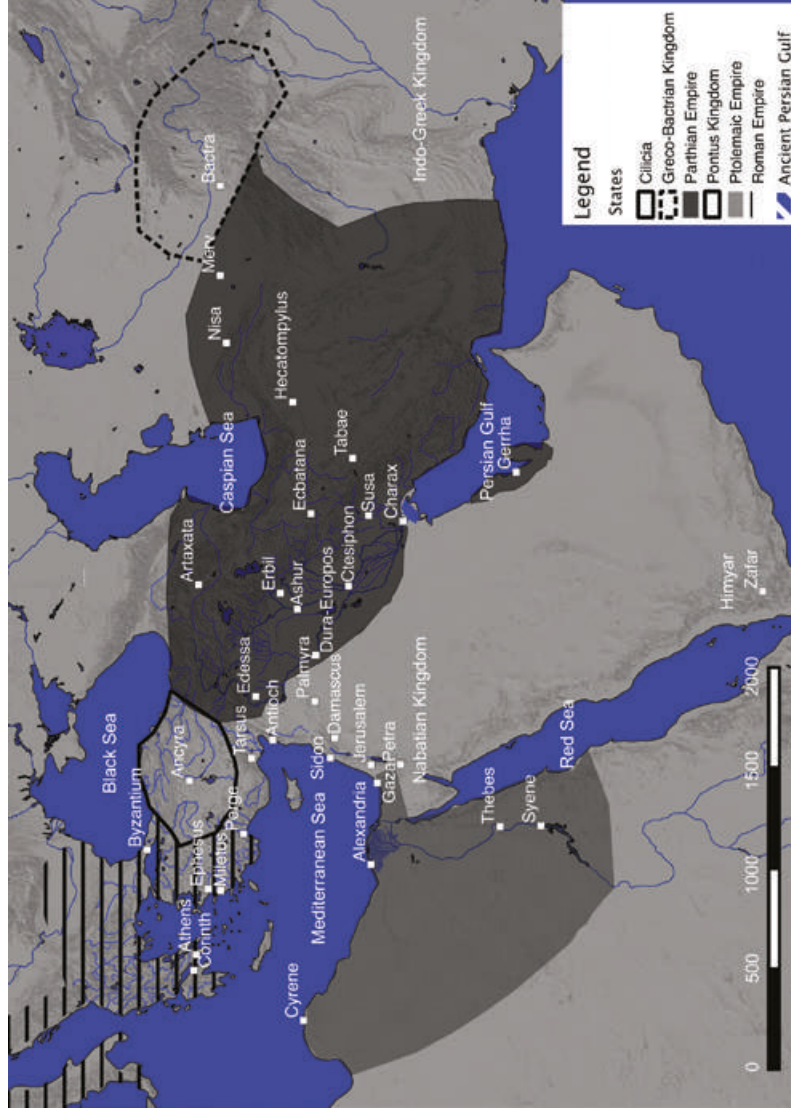 Black Sea
Byzantium
Athens
Corinth
Ephesus
Miletus
Perge
Ancyra
Tarsus
Antioch
Edessa
Artaxata
Caspian Sea
Nisa
Merv
Bactra
Erbil
Ashur
Ecbatana
Hecatompylus
Palmyra
Dura-Europos
Damascus
Sidon
Ctesiphon
Tabae
Susa
Charax
Cyrene
Mediterranean Sea
Alexandria
Jerusalem
Gaza
Petra
Nabatian Kingdom
Persian Gulf
Gerrha
Indo-Greek Kingdom
Thebes
Syene
Red Sea
Himyar
Zafar
0
500
1000
1500
2000
Legend
States
Cilicia
Greco-Bactrian Kingdom
Parthian Empire
Pontus Kingdom
Ptolemaic Empire
Roman Empire
Ancient Persian Gulf